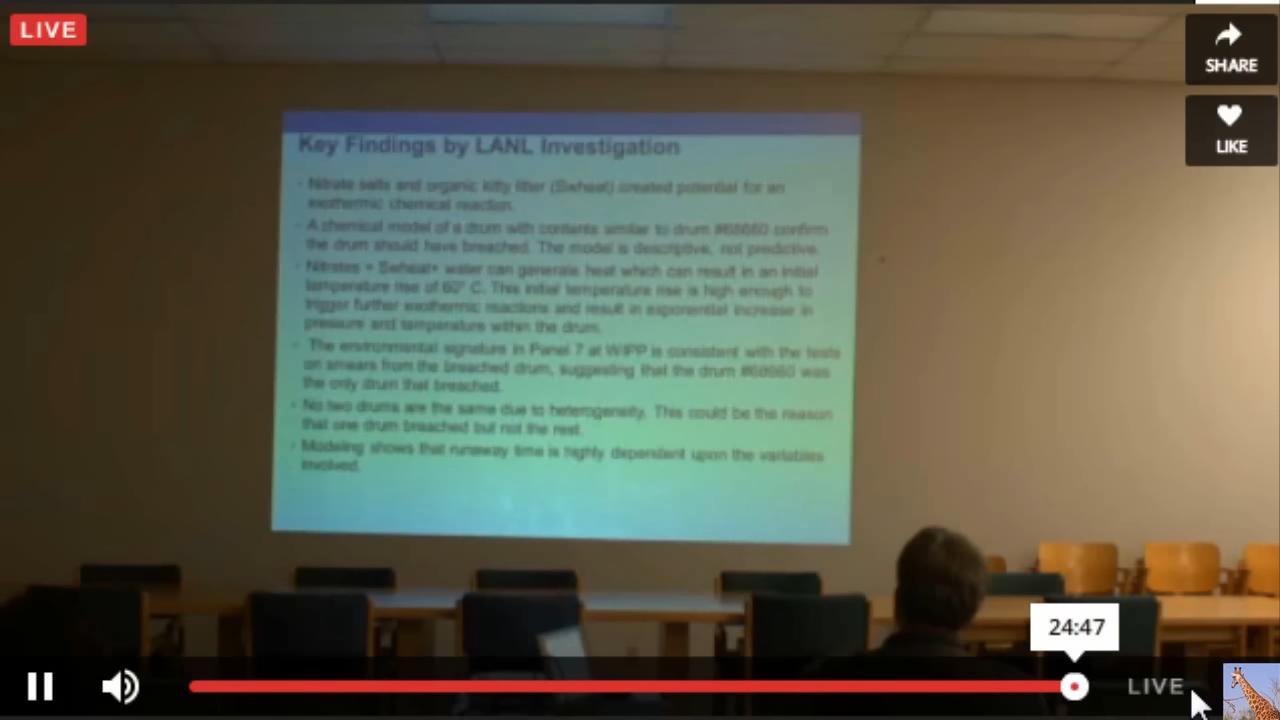 LIVE
SHARE
LIKE
Key Findings by LANL Investigation
Nitrate salts and organic kitty litter (Swheat) created potential for an
exothermic chemical reaction.
A chemical model of a drum with contents similar to drum #68660 confirm
the drum should have breached. The model is descriptive, not predictive.
Nitrates + Swheat+ water can generate heat which can result in an initial
temperature rise of 60° C. This initial temperature rise is high enough to
trigger further exothermic reactions and result in exponential increase in
pressure and temperature within the drum.
The environmental signature in Panel 7 at WIPP is consistent with the tests
on smears from the breached drum, suggesting that the drum #68660 was
the only drum that breached.
No two drums are the same due to heterogeneity. This could be the reason
that one drum breached but not the rest.
Modeling shows that runaway time is highly dependent upon the variables
involved.
24:47
LIVE